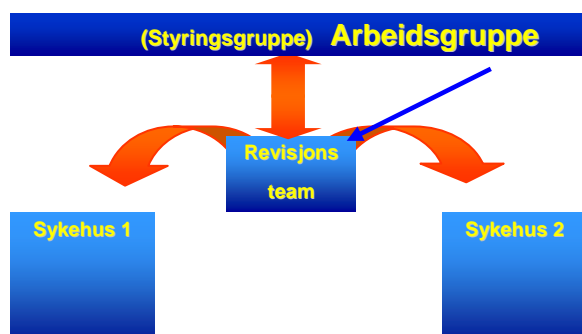 (Styringsgruppe) Arbeidsgruppe
Revisjons
team
Sykehus 1
Sykehus 2